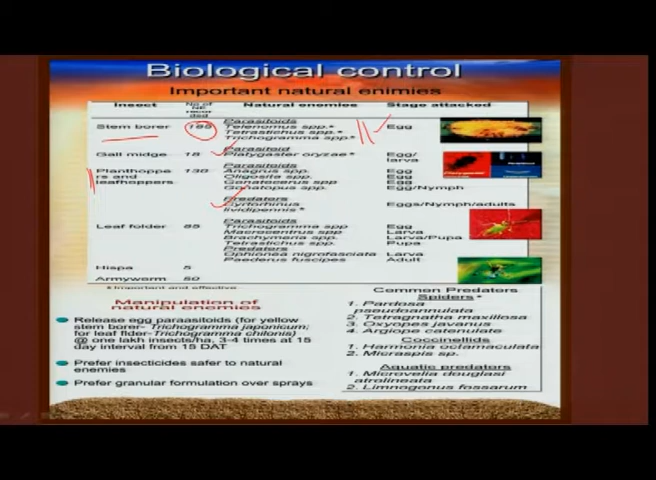 Biological control
Important natural enimies
Insect No of NE recor ded Natural enemies Stage attacked
Stem borer 185 Parasitoids
Telenomus spp.*
Tetrastichus spp.* Egg
Trichogramma spp.*
Gall midge 18 Parasitoid
Platygaster oryzae* Egg/
larva
Planthoppe 130 Parasitoids
rs and Anagrus spp. Egg
leafhoppers Oligosita spp. Egg
Gonatocerus spp Egg
Gonatopus spp. Egg/Nymph
Predators
Cyrtorhinus Eggs/Nymph/adults
lividipennis*
Parasitoids
Leaf folder 85 Trichogramma spp Egg
Macrocentrus spp Larva
Brachymeria spp. Larva/Pupa
Tetrastichus spp. Pupa
Predators
Ophionea nigrofasciata Larva
Paederus fuscipes Adult
Hispa 5
Armyworm 50
*Important and effective
Manipulation of
natural enemies
Release egg paraasitoids (for yellow
stem borer- Trichogramma japonicum;
for leaf flder-Trichogramma chilonis)
@ one lakh insects/ha, 3-4 times at 15
day interval from 15 DAT
Prefer insecticides safer to natural
enemies
Prefer granular formulation over sprays
Common Predators
Spiders*
1. Pardosa
pseudoannulata
2. Tetragnatha maxillosa
3. Oxyopes javanus
4. Argiope catenulate
Coccinellids
1. Harmonia octamaculata
2. Micraspis sp.
Aquatic predators
1. Microvelia douglasi
atrolineata
2. Limnogonus fossarum